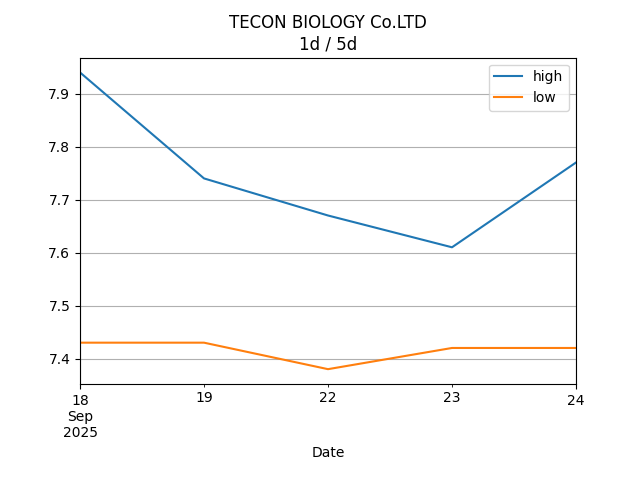 TECON BIOLOGY Co.LTD
1d / 5d
high
low
7.9
7.8
7.7
7.6
7.5
7.4
18 19 22 23 24
Sep
2025
Date